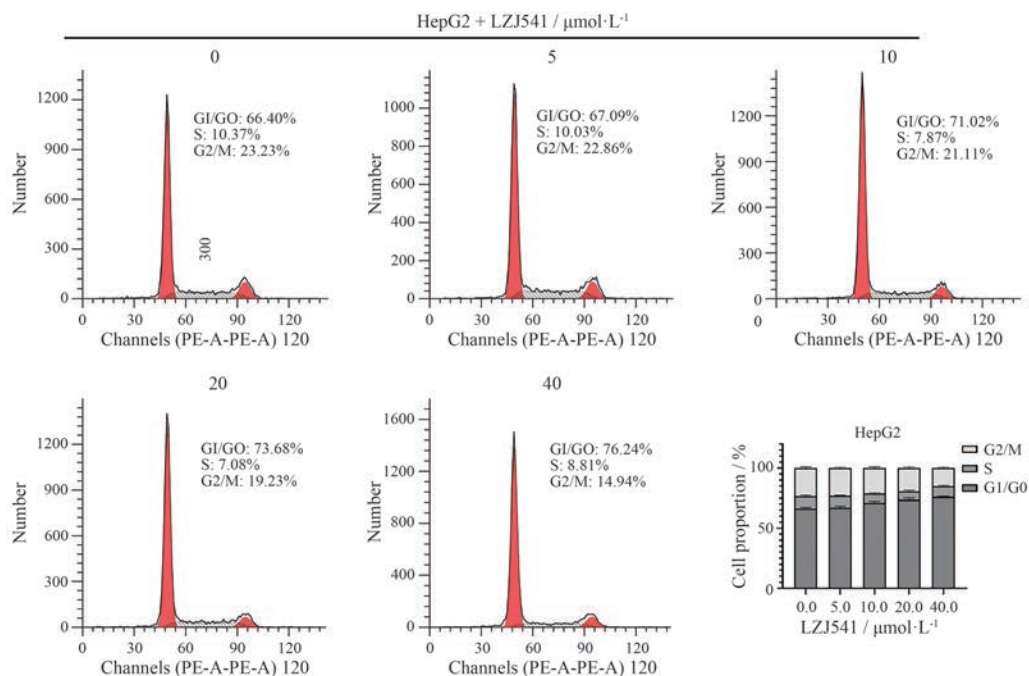 HepG2 + LZJ541 / μmol·L⁻¹
0
1200
900
600
300
0
Number
GI/GO: 66.40%
S: 10.37%
G2/M: 23.23%
300
0 30 60 90 120
Channels (PE-A-PE-A) 120
5
1000
800
600
400
200
0
Number
GI/GO: 67.09%
S: 10.03%
G2/M: 22.86%
0 30 60 90 120
Channels (PE-A-PE-A) 120
10
1200
900
600
300
0
Number
GI/GO: 71.02%
S: 7.87%
G2/M: 21.11%
0 30 60 90 120
Channels (PE-A-PE-A) 120
20
1200
900
600
300
0
Number
GI/GO: 73.68%
S: 7.08%
G2/M: 19.23%
0 30 60 90 120
Channels (PE-A-PE-A) 120
40
1600
1200
800
400
0
Number
GI/GO: 76.24%
S: 8.81%
G2/M: 14.94%
0 30 60 90 120
Channels (PE-A-PE-A) 120
HepG2
100
50
0
Cell proportion / %
G2/M
S
G1/G0
0.0 5.0 10.0 20.0 40.0
LZJ541 / μmol·L⁻¹